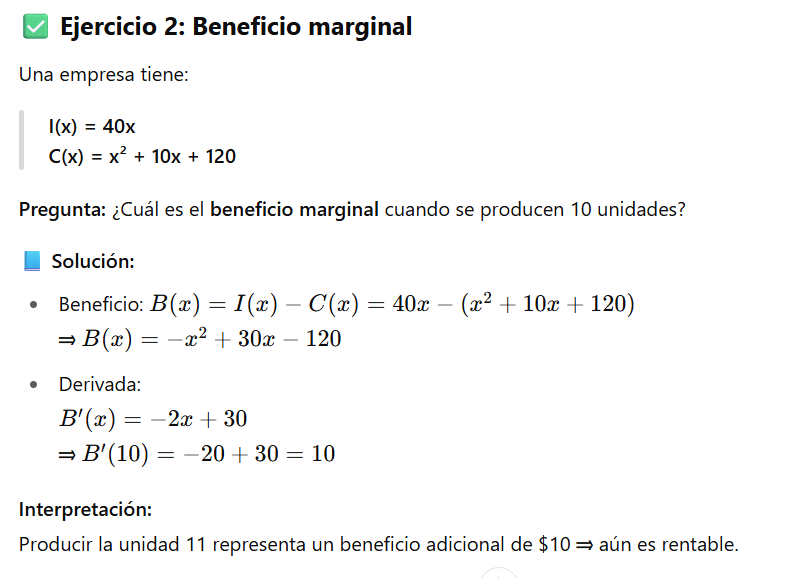 ✅ Ejercicio 2: Beneficio marginal
Una empresa tiene:
I(x) = 40x
C(x) = x² + 10x + 120
Pregunta: ¿Cuál es el beneficio marginal cuando se producen 10 unidades?
📘 Solución:
• Beneficio: B(x) = I(x) − C(x) = 40x − (x² + 10x + 120)
⇒ B(x) = −x² + 30x − 120
• Derivada:
B′(x) = −2x + 30
⇒ B′(10) = −20 + 30 = 10
Interpretación:
Producir la unidad 11 representa un beneficio adicional de $10 ⇒ aún es rentable.